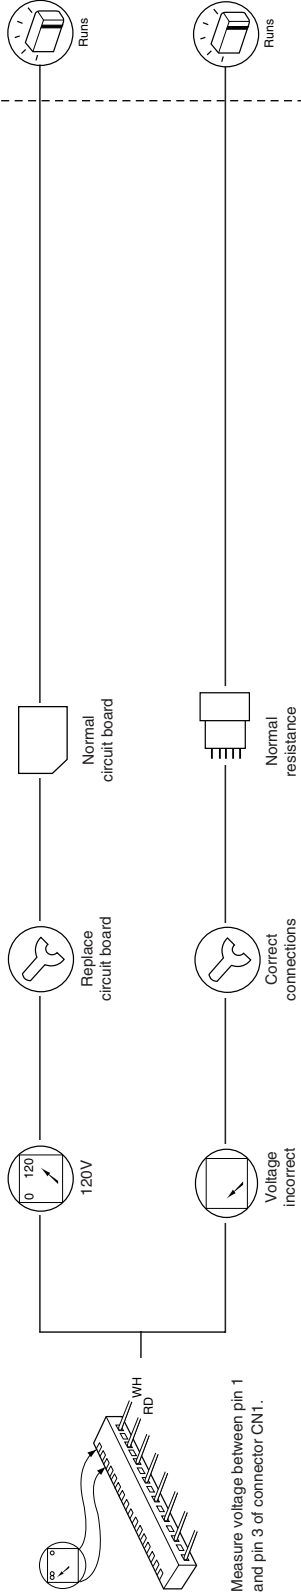 Measure voltage between pin 1
and pin 3 of connector CN1.
WH
RD
0 120
120V
Replace
circuit board
Normal
circuit board
Runs
Voltage
incorrect
Correct
connections
Normal
resistance
Runs